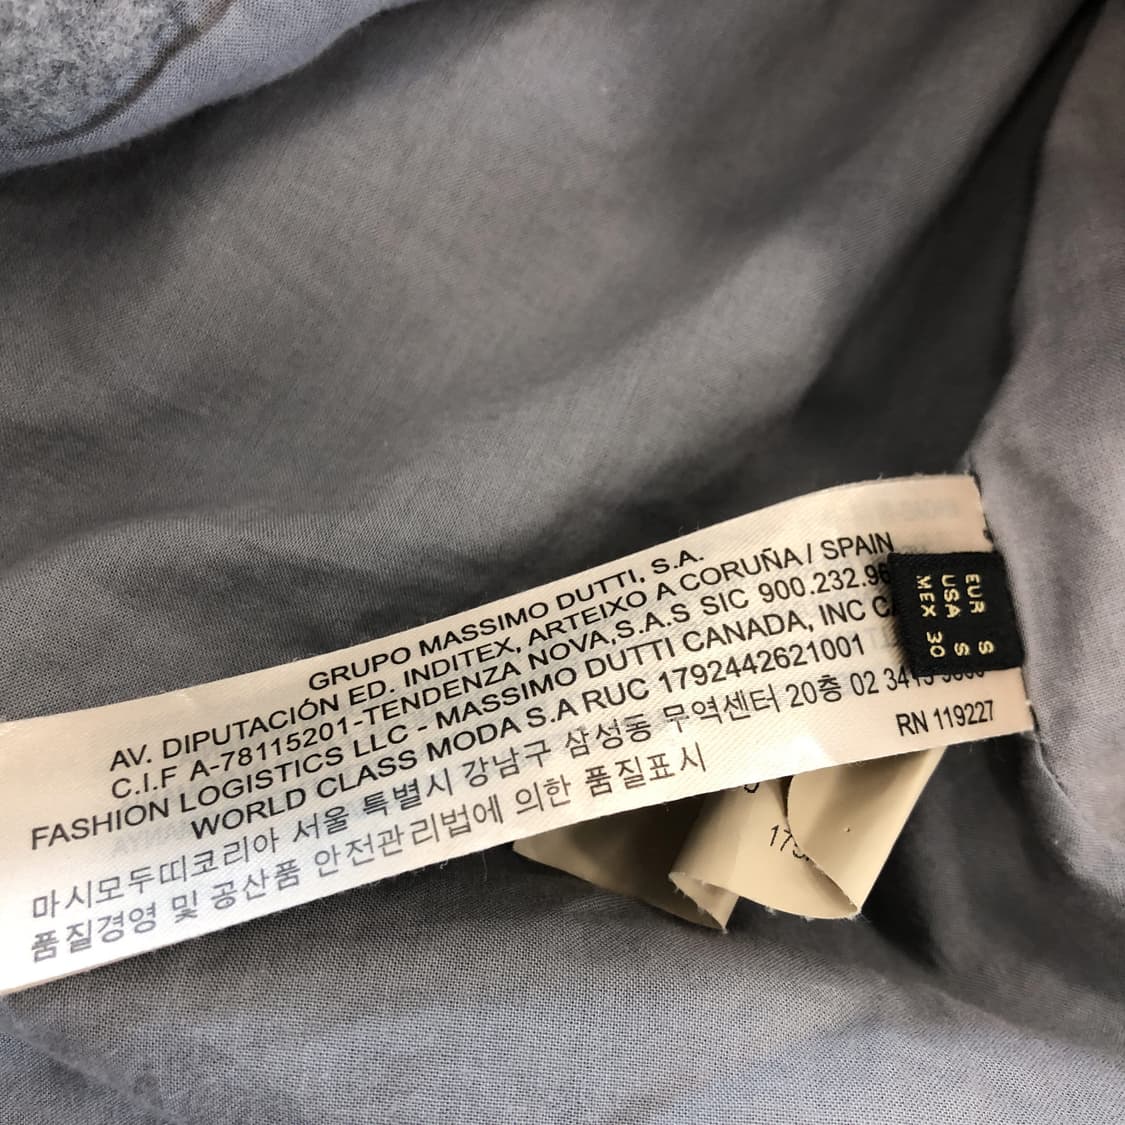 GRUPO MASSIMO DUTTI, S.A.
AV. DIPUTACIÓN ED. INDITEX, ARTEIXO A CORUÑA / SPAIN
C.I.F A-78115201-TENDENZA NOVA,S.A.S SIC 900.232.96
FASHION LOGISTICS LLC - MASSIMO DUTTI CANADA, INC
WORLD CLASS MODA S.A RUC 1792442621001
마시모두띠코리아 서울 특별시 강남구 삼성동 무역센터 20층 02 3413
품질경영 및 공산품 안전관리법에 의한 품질표시
RN 119227
EUR S
USA S
MEX 30